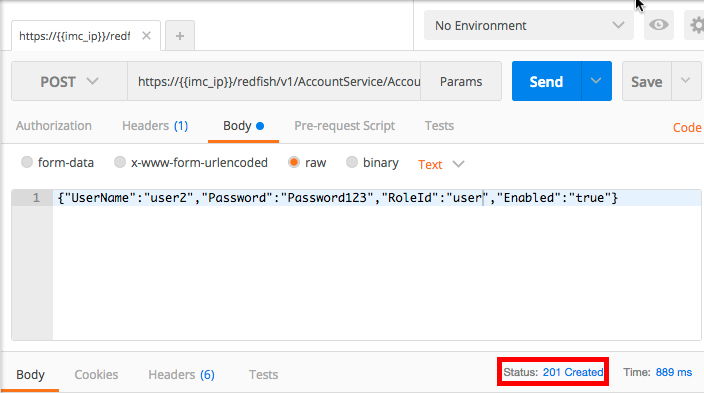 No Environment
https://{{imc_ip}}/redf
POST
https://{{imc_ip}}/redfish/v1/AccountService/Accou
Params
Send
Save
Authorization
Headers (1)
Body
Pre-request Script
Tests
Code
form-data
x-www-form-urlencoded
raw
binary
Text
1 {"UserName":"user2","Password":"Password123","RoleId":"user","Enabled":"true"}
Body
Cookies
Headers (6)
Tests
Status: 201 Created
Time: 889 ms